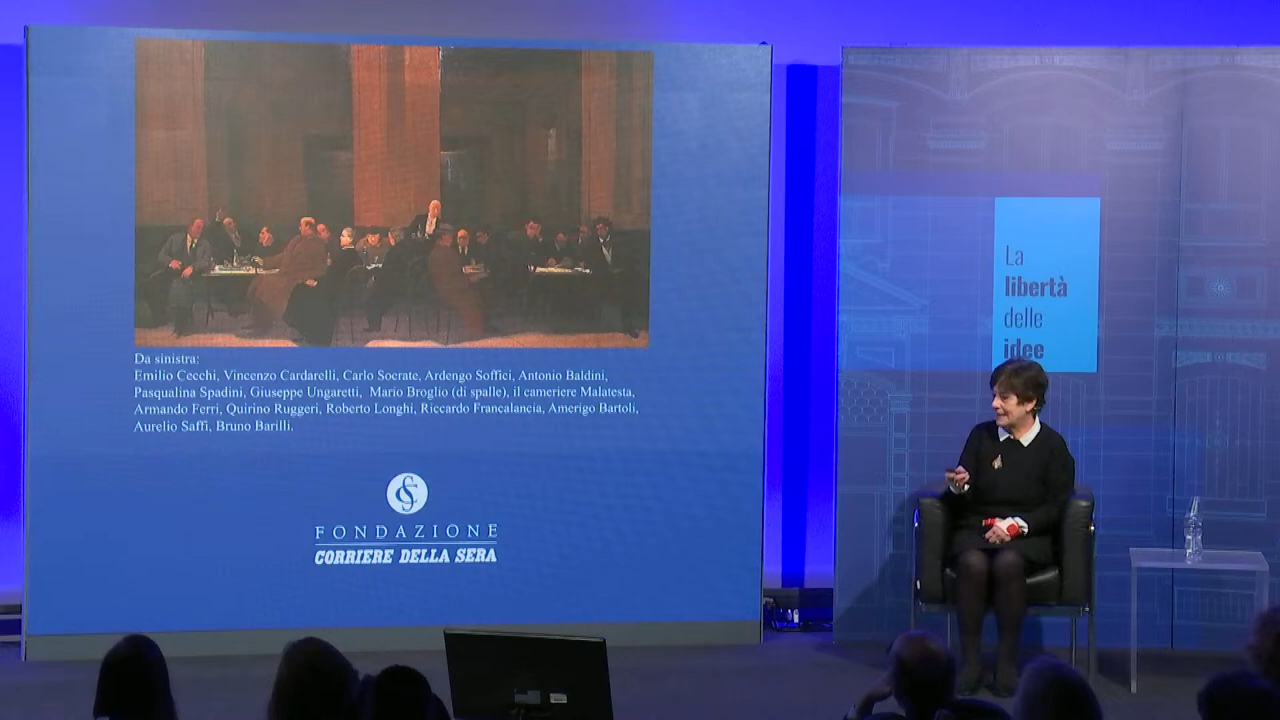 Da sinistra:
Emilio Cecchi, Vincenzo Cardarelli, Carlo Socrate, Ardengo Soffici, Antonio Baldini,
Pasqualina Spadini, Giuseppe Ungaretti, Mario Broglio (di spalle), il cameriere Malatesta,
Armando Ferri, Quirino Ruggeri, Roberto Longhi, Riccardo Francalancia, Amerigo Bartoli,
Aurelio Saffi, Bruno Barilli.
FONDAZIONE
CORRIERE DELLA SERA
La
libertà
delle
idee